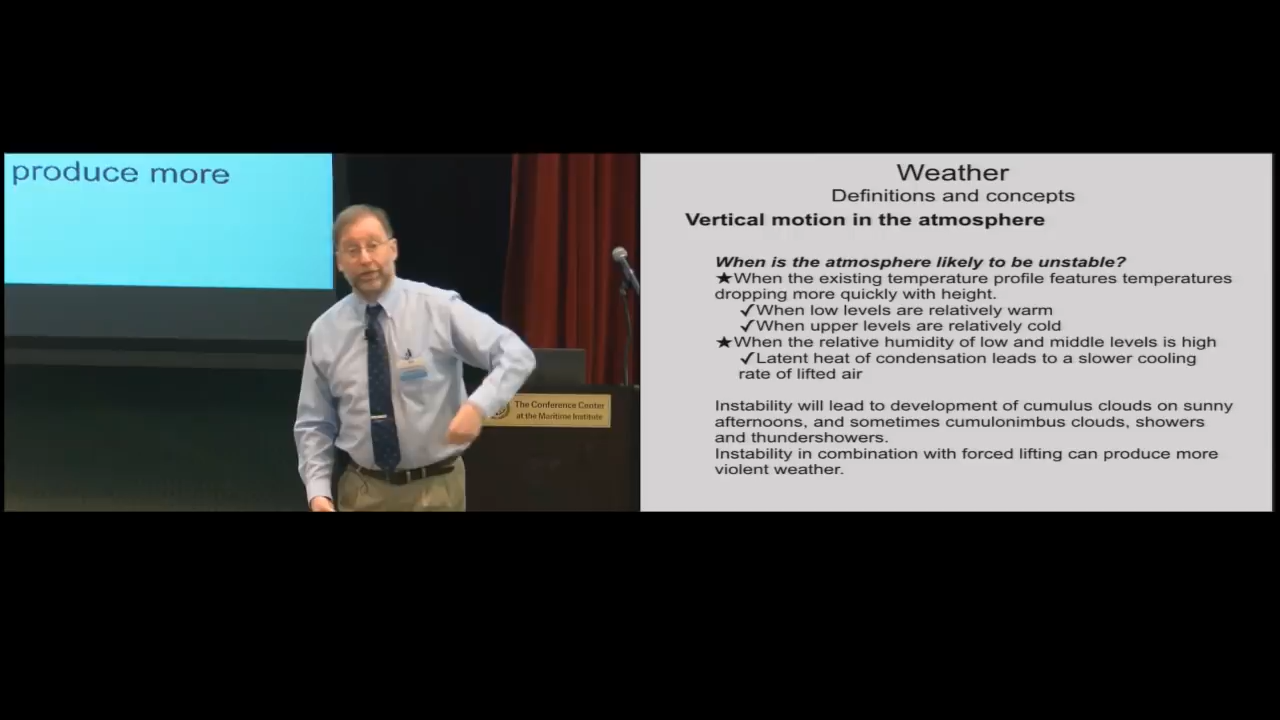 produce more
The Conference Center
at the Maritime Institute
Weather
Definitions and concepts
Vertical motion in the atmosphere
When is the atmosphere likely to be unstable?
★When the existing temperature profile features temperatures
dropping more quickly with height.
✓When low levels are relatively warm
✓When upper levels are relatively cold
★When the relative humidity of low and middle levels is high
✓Latent heat of condensation leads to a slower cooling
rate of lifted air
Instability will lead to development of cumulus clouds on sunny
afternoons, and sometimes cumulonimbus clouds, showers
and thundershowers.
Instability in combination with forced lifting can produce more
violent weather.